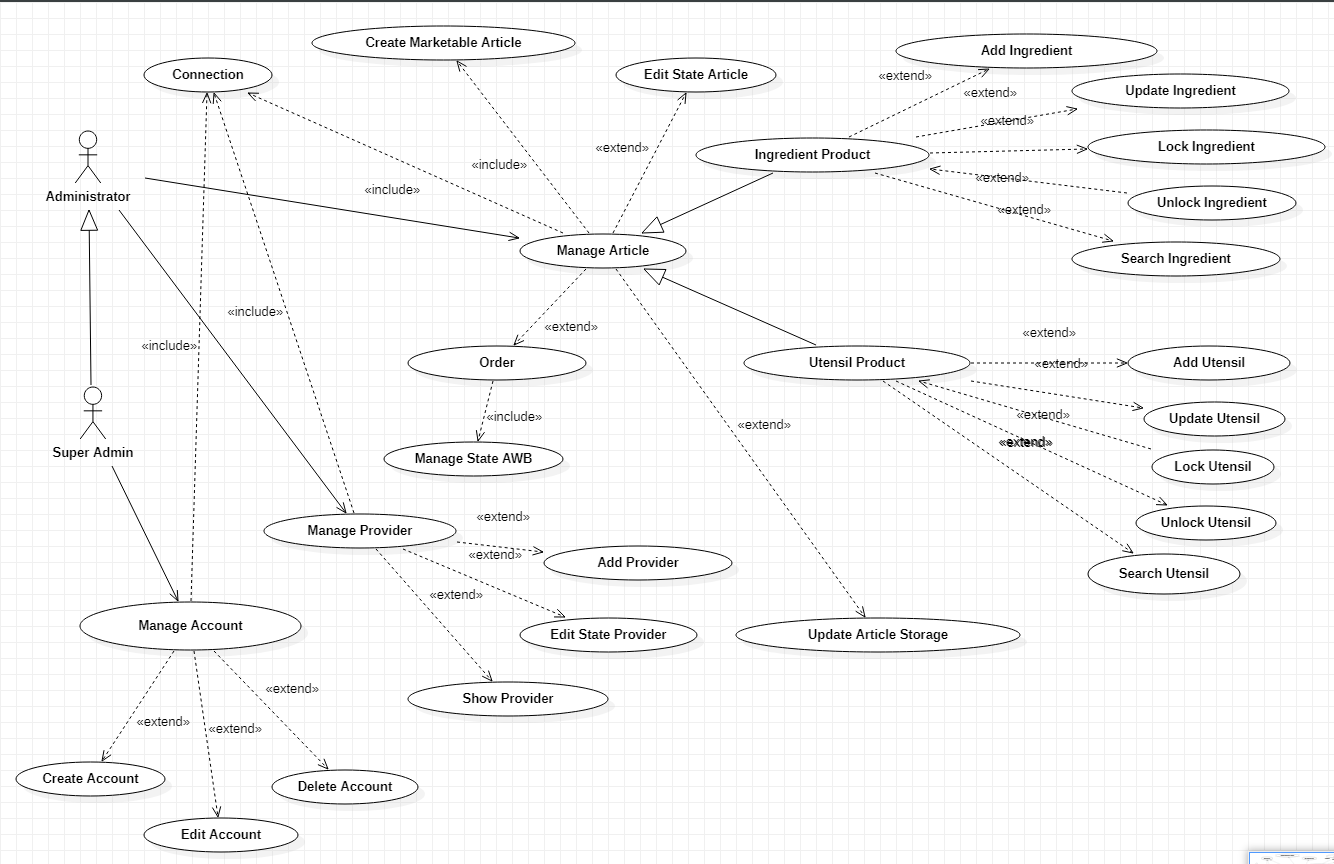 Create Marketable Article
Connection
Edit State Article
Add Ingredient
«extend»
«extend»
Update Ingredient
«extend»
Lock Ingredient
«extend»
Ingredient Product
«include»
«extend»
Unlock Ingredient
«include»
Administrator
«extend»
Manage Article
Search Ingredient
«include»
«extend»
«extend»
«include»
Order
Utensil Product
«extend»
Add Utensil
«include»
«extend»
Update Utensil
«extend»
«extend»
Super Admin
Manage State AWB
Lock Utensil
«extend»
Manage Provider
Unlock Utensil
«extend»
Add Provider
Search Utensil
«extend»
Manage Account
Edit State Provider
Update Article Storage
«extend»
Show Provider
«extend»
«extend»
Create Account
Delete Account
Edit Account